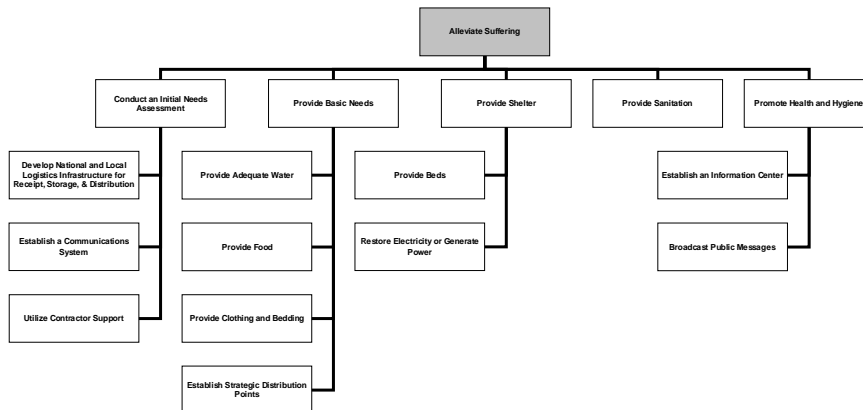 Alleviate Suffering
Conduct an Initial Needs
Assessment
Provide Basic Needs
Provide Shelter
Provide Sanitation
Promote Health and Hygiene
Develop National and Local
Logistics Infrastructure for
Receipt, Storage, & Distribution
Provide Adequate Water
Provide Beds
Establish an Information Center
Establish a Communications
System
Provide Food
Restore Electricity or Generate
Power
Broadcast Public Messages
Utilize Contractor Support
Provide Clothing and Bedding
Establish Strategic Distribution
Points